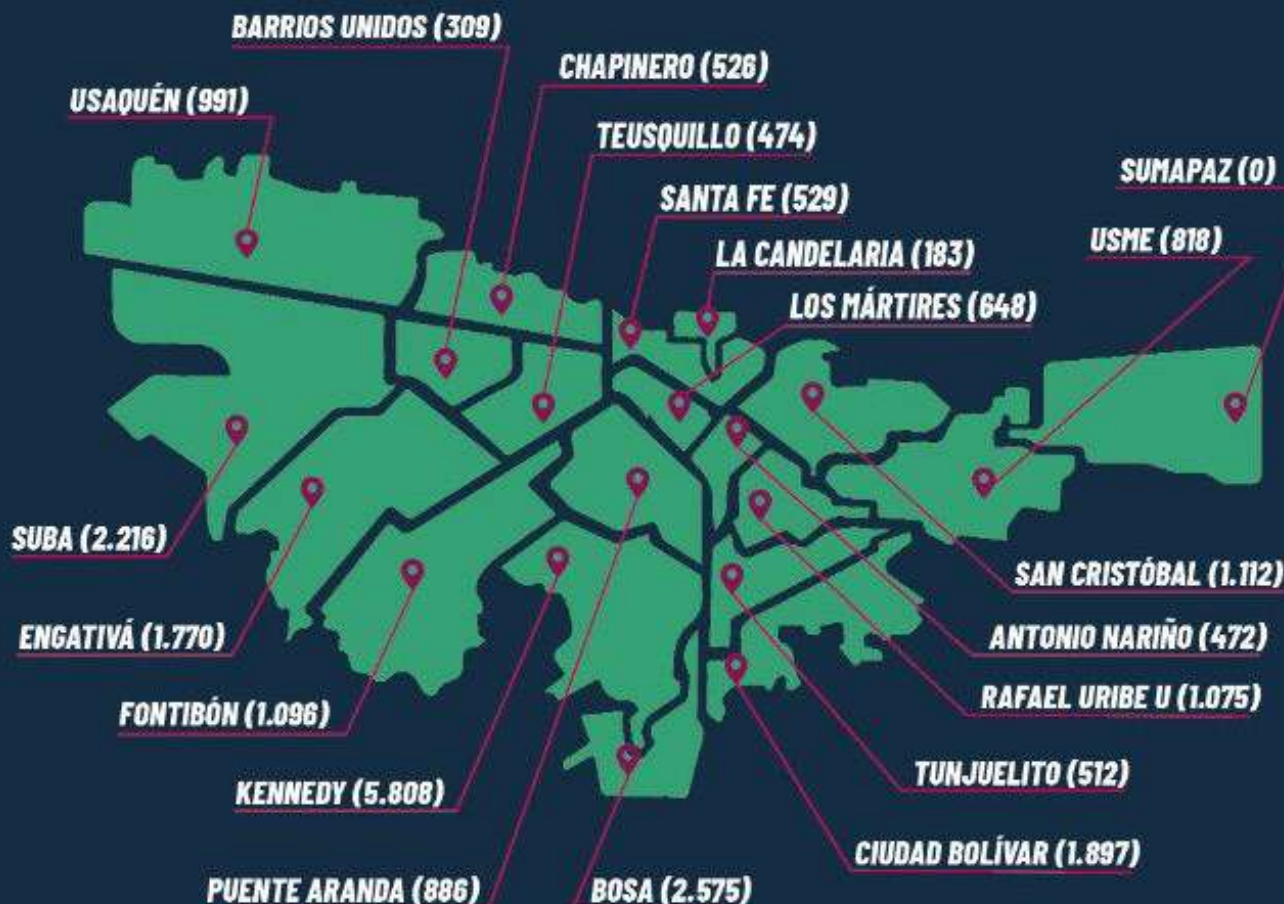 BARRIOS UNIDOS (309)
CHAPINERO (526)
USAQUÉN (991)
TEUSQUILLO (474)
SUMAPAZ (0)
SANTA FE (529)
USME (818)
LA CANDELARIA (183)
LOS MÁRTIRES (648)
SUBA (2.216)
SAN CRISTÓBAL (1.112)
ENGATIVÁ (1.770)
ANTONIO NARIÑO (472)
RAFAEL URIBE U (1.075)
FONTIBÓN (1.096)
TUNJUELITO (512)
KENNEDY (5.808)
CIUDAD BOLÍVAR (1.897)
PUENTE ARANDA (886)
BOSA (2.575)